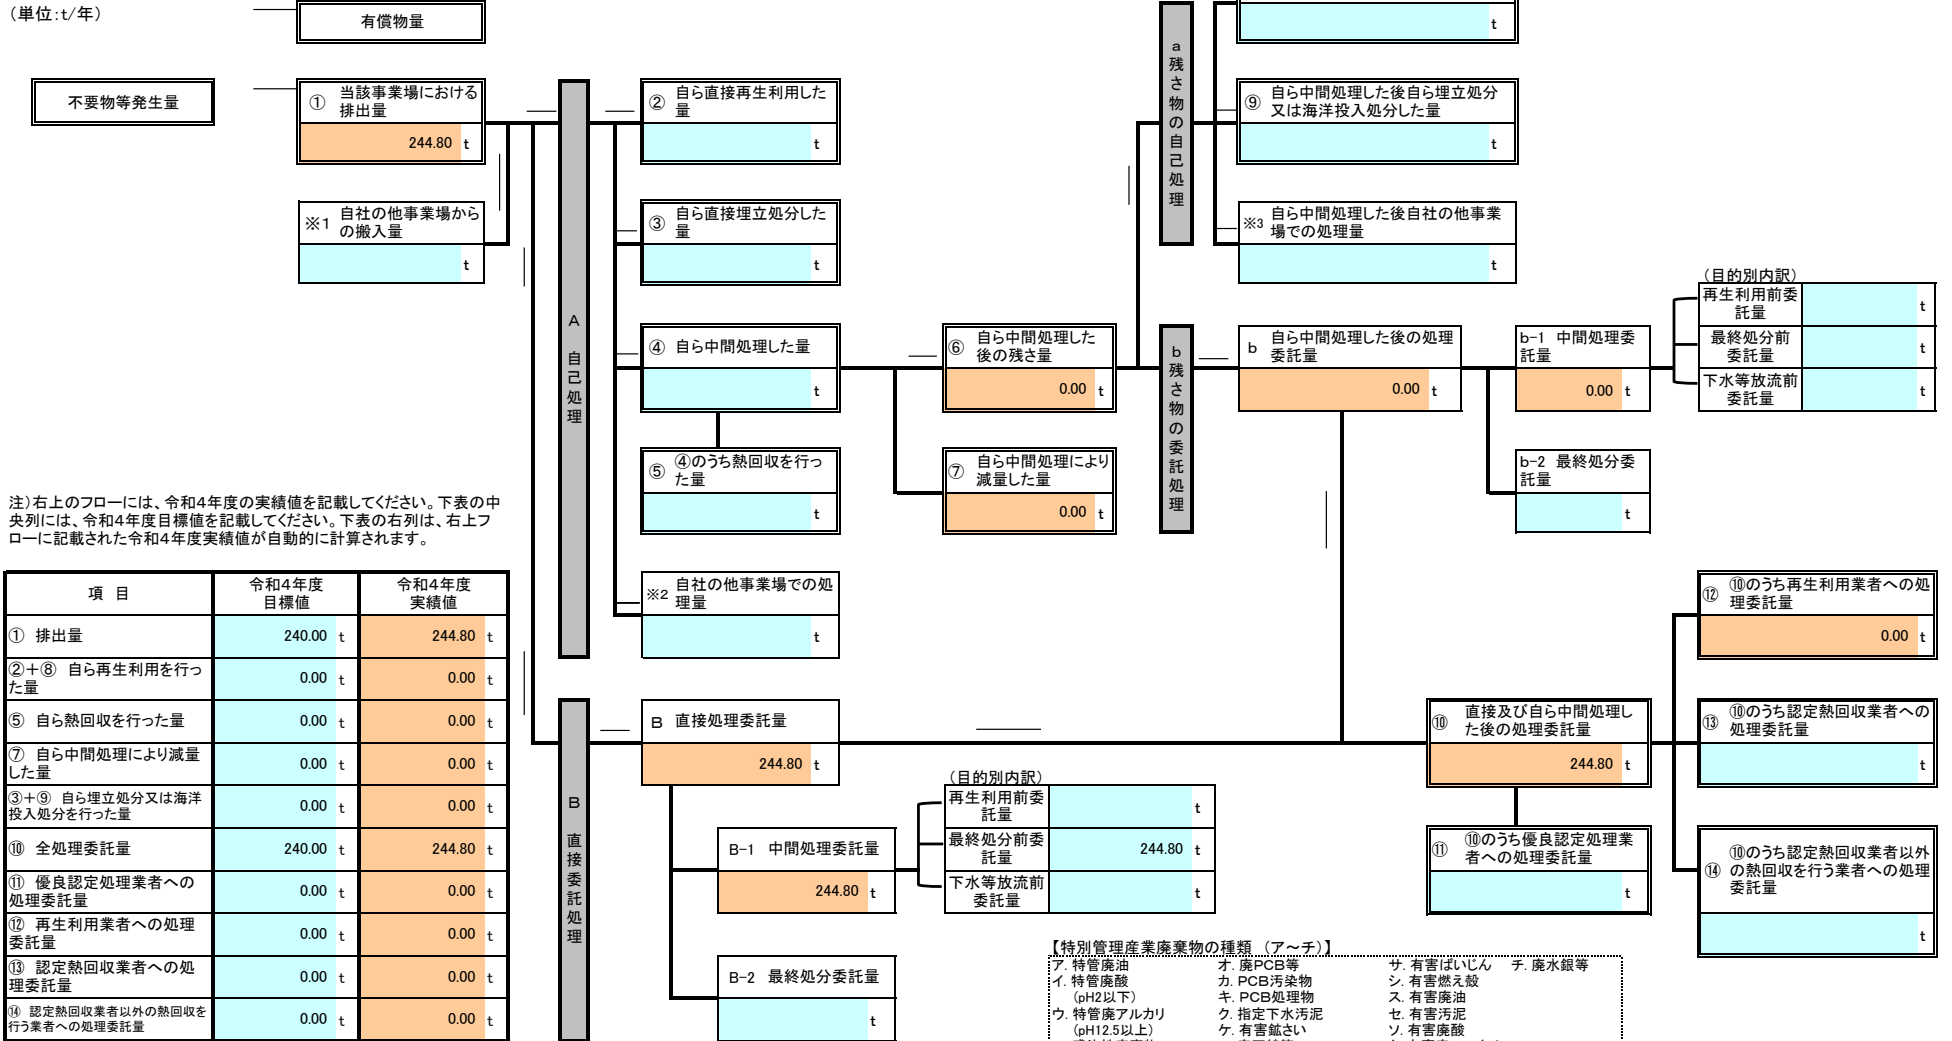 (単位:t/年)
有償物量
t
不要物等発生量
① 当該事業場における
排出量
244.80 t
② 自ら直接再生利用した
量
t
a 残さ物の自己処理
⑨ 自ら中間処理した後自ら埋立処分
又は海洋投入処分した量
t
※1 自社の他事業場から
の搬入量
t
③ 自ら直接埋立処分した
量
t
※3 自ら中間処理した後自社の他事業
場での処理量
t
A 自己処理
④ 自ら中間処理した量
t
⑥ 自ら中間処理した
後の残さ量
0.00 t
b 残さ物の委託処理
b 自ら中間処理した後の処理
委託量
0.00 t
b-1 中間処理委
託量
0.00 t
(目的別内訳)
再生利用前委
託量
t
最終処分前
委託量
t
下水等放流前
委託量
t
⑤ ④のうち熱回収を行っ
た量
t
⑦ 自ら中間処理により
減量した量
0.00 t
b-2 最終処分委
託量
t
注)右上のフローには、令和4年度の実績値を記載してください。下表の中
央列には、令和4年度目標値を記載してください。下表の右列は、右上フ
ローに記載された令和4年度実績値が自動的に計算されます。
※2 自社の他事業場での処
理量
t
項 目
令和4年度
目標値
令和4年度
実績値
① 排出量
240.00 t
244.80 t
②+⑧ 自ら再生利用を行っ
た量
0.00 t
0.00 t
⑤ 自ら熱回収を行った量
0.00 t
0.00 t
⑦ 自ら中間処理により減量
した量
0.00 t
0.00 t
③+⑨ 自ら埋立処分又は海洋
投入処分を行った量
0.00 t
0.00 t
⑩ 全処理委託量
240.00 t
244.80 t
⑪ 優良認定処理業者への
処理委託量
0.00 t
0.00 t
⑫ 再生利用業者への処理
委託量
0.00 t
0.00 t
⑬ 認定熱回収業者への処
理委託量
0.00 t
0.00 t
⑭ 認定熱回収業者以外の熱回収を
行う業者への処理委託量
0.00 t
0.00 t
B 直接委託処理
B 直接処理委託量
244.80 t
B-1 中間処理委託量
244.80 t
(目的別内訳)
再生利用前委
託量
t
最終処分前委
託量
244.80 t
下水等放流前
委託量
t
B-2 最終処分委託量
t
⑩ 直接及び自ら中間処理し
た後の処理委託量
244.80 t
⑪ ⑩のうち優良認定処理業
者への処理委託量
t
⑫ ⑩のうち再生利用業者への処
理委託量
0.00 t
⑬ ⑩のうち認定熱回収業者への
処理委託量
t
⑭ ⑩のうち認定熱回収業者以外
の熱回収を行う業者への処理
委託量
t
【特別管理産業廃棄物の種類 (ア~チ)】
ア. 特管廃油 オ. 廃PCB等 サ. 有害ばいじん チ. 廃水銀等
イ. 特管廃酸 カ. PCB汚染物 シ. 有害燃え殻
(pH2以下) キ. PCB処理物 ス. 有害廃油
ウ. 特管廃アルカリ ク. 指定下水汚泥 セ. 有害汚泥
(pH12.5以上) ケ. 有害鉱さい ソ. 有害廃酸